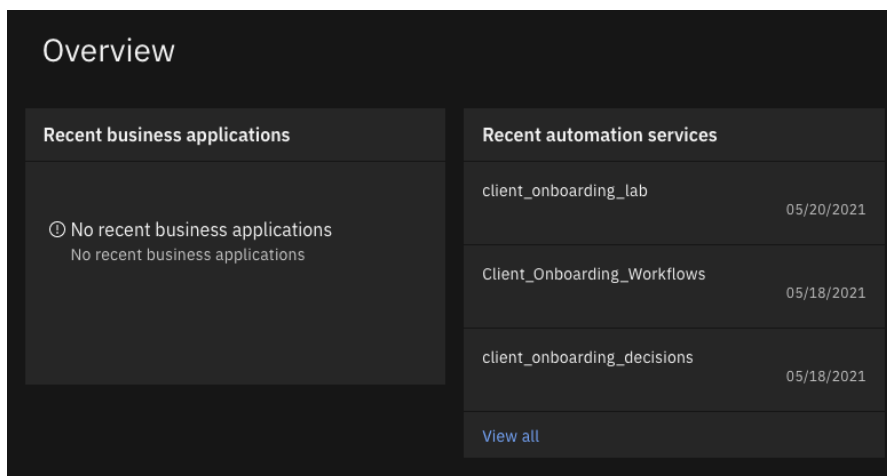 Overview
Recent business applications
No recent business applications
No recent business applications
Recent automation services
client_onboarding_lab
05/20/2021
Client_Onboarding_Workflows
05/18/2021
client_onboarding_decisions
05/18/2021
View all